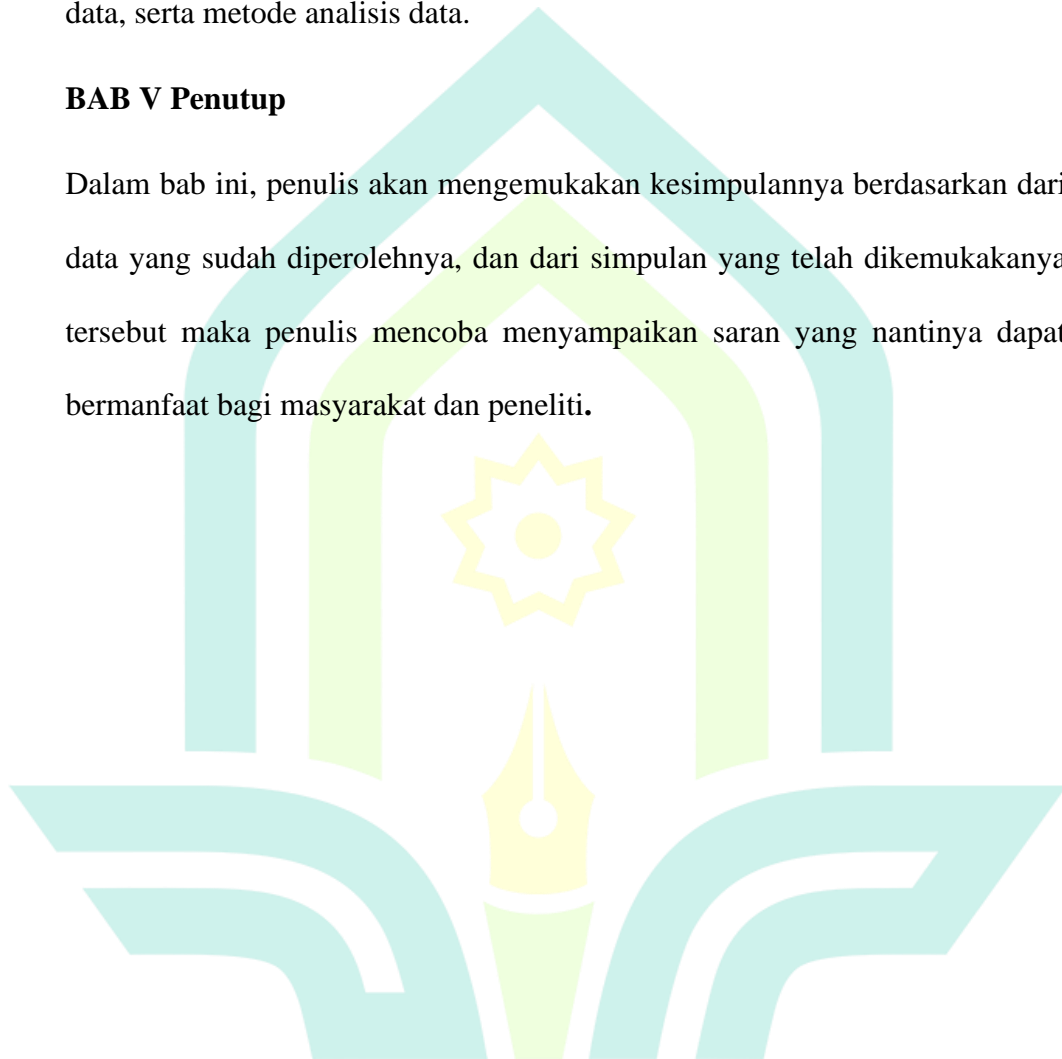 data, serta metode analisis data.
BAB V Penutup
Dalam bab ini, penulis akan mengemukakan kesimpulannya berdasarkan dari
data yang sudah diperolehnya, dan dari simpulan yang telah dikemukakanya
tersebut maka penulis mencoba menyampaikan saran yang nantinya dapat
bermanfaat bagi masyarakat dan peneliti.